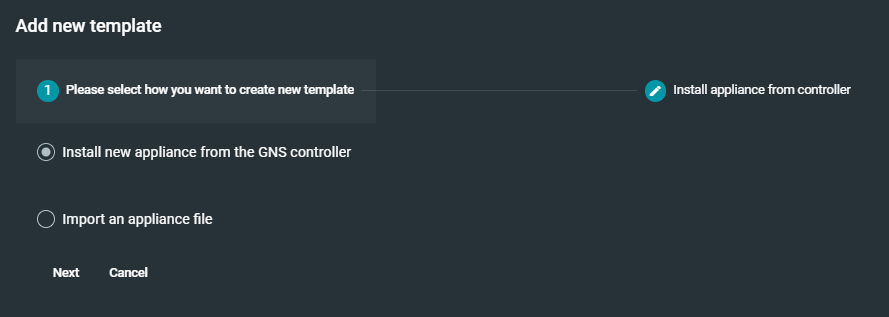 Add new template
1 Please select how you want to create new template
Install appliance from controller
Install new appliance from the GNS controller
Import an appliance file
Next Cancel